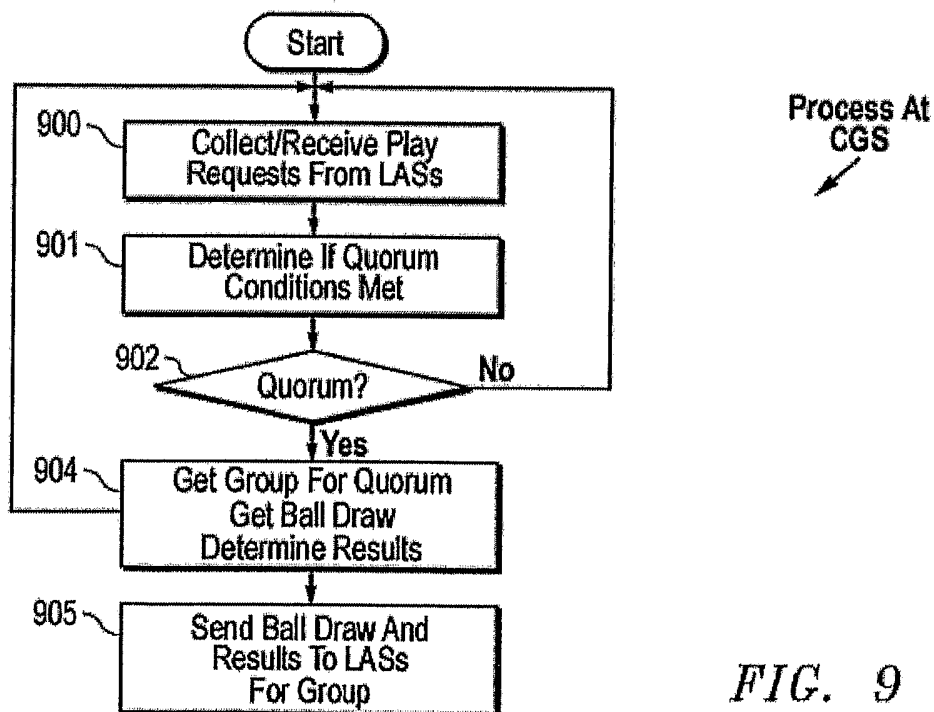 Start
900
Collect/Receive Play
Requests From LASs
Process At
CGS
901
Determine If Quorum
Conditions Met
902
Quorum?
No
Yes
904
Get Group For Quorum
Get Ball Draw
Determine Results
905
Send Ball Draw And
Results To LASs
For Group
FIG. 9